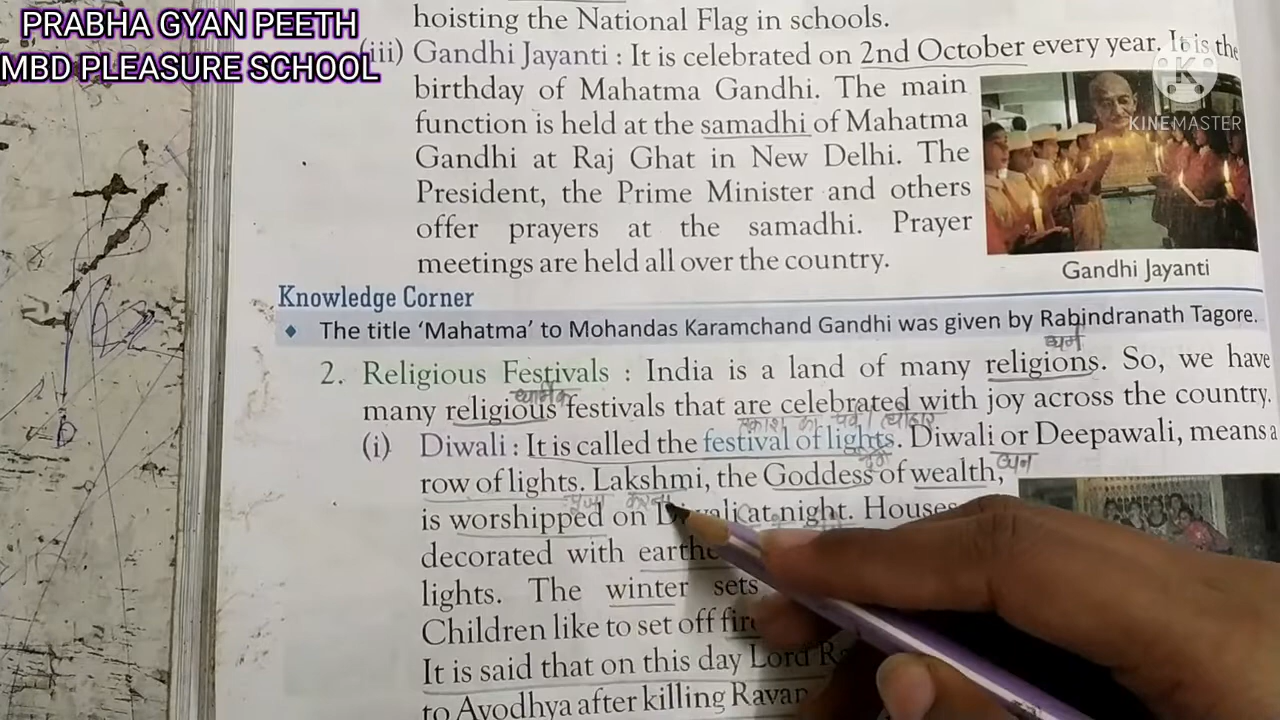 PRABHA GYAN PEETH
MBD PLEASURE SCHOOL
hoisting the National Flag in schools.
(iii) Gandhi Jayanti : It is celebrated on 2nd October every year. It is the
birthday of Mahatma Gandhi. The main
function is held at the samadhi of Mahatma
Gandhi at Raj Ghat in New Delhi. The
President, the Prime Minister and others
offer prayers at the samadhi. Prayer
meetings are held all over the country.
KINEMASTER
Gandhi Jayanti
Knowledge Corner
The title ‘Mahatma’ to Mohandas Karamchand Gandhi was given by Rabindranath Tagore.
धर्म
2. Religious Festivals : India is a land of many religions. So, we have
धार्मिक
many religious festivals that are celebrated with joy across the country.
प्रकाश का पर्व / त्योहार
(i) Diwali : It is called the festival of lights. Diwali or Deepawali, means a
धन
row of lights. Lakshmi, the Goddess of wealth,
पूजा करना
is worshipped on at night. Houses
decorated with
lights. The winter sets
Children like to set off
It is said that on this day Lord
to Ayodhya after killing Ravan